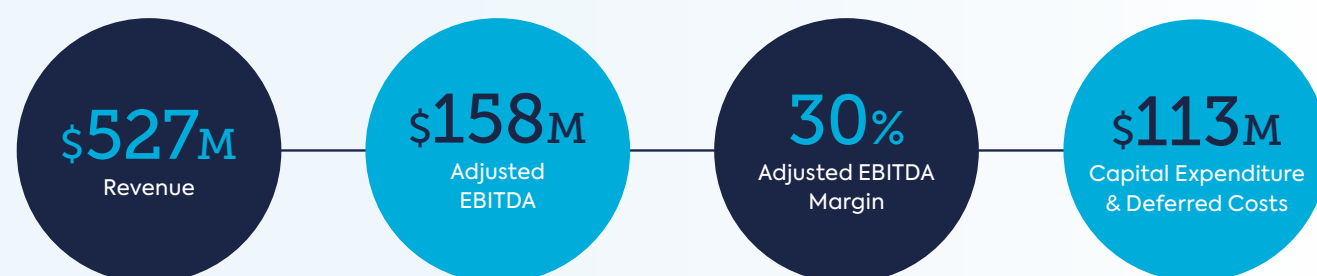 $527M
Revenue
$158M
Adjusted
EBITDA
30%
Adjusted EBITDA
Margin
$113M
Capital Expenditure
& Deferred Costs